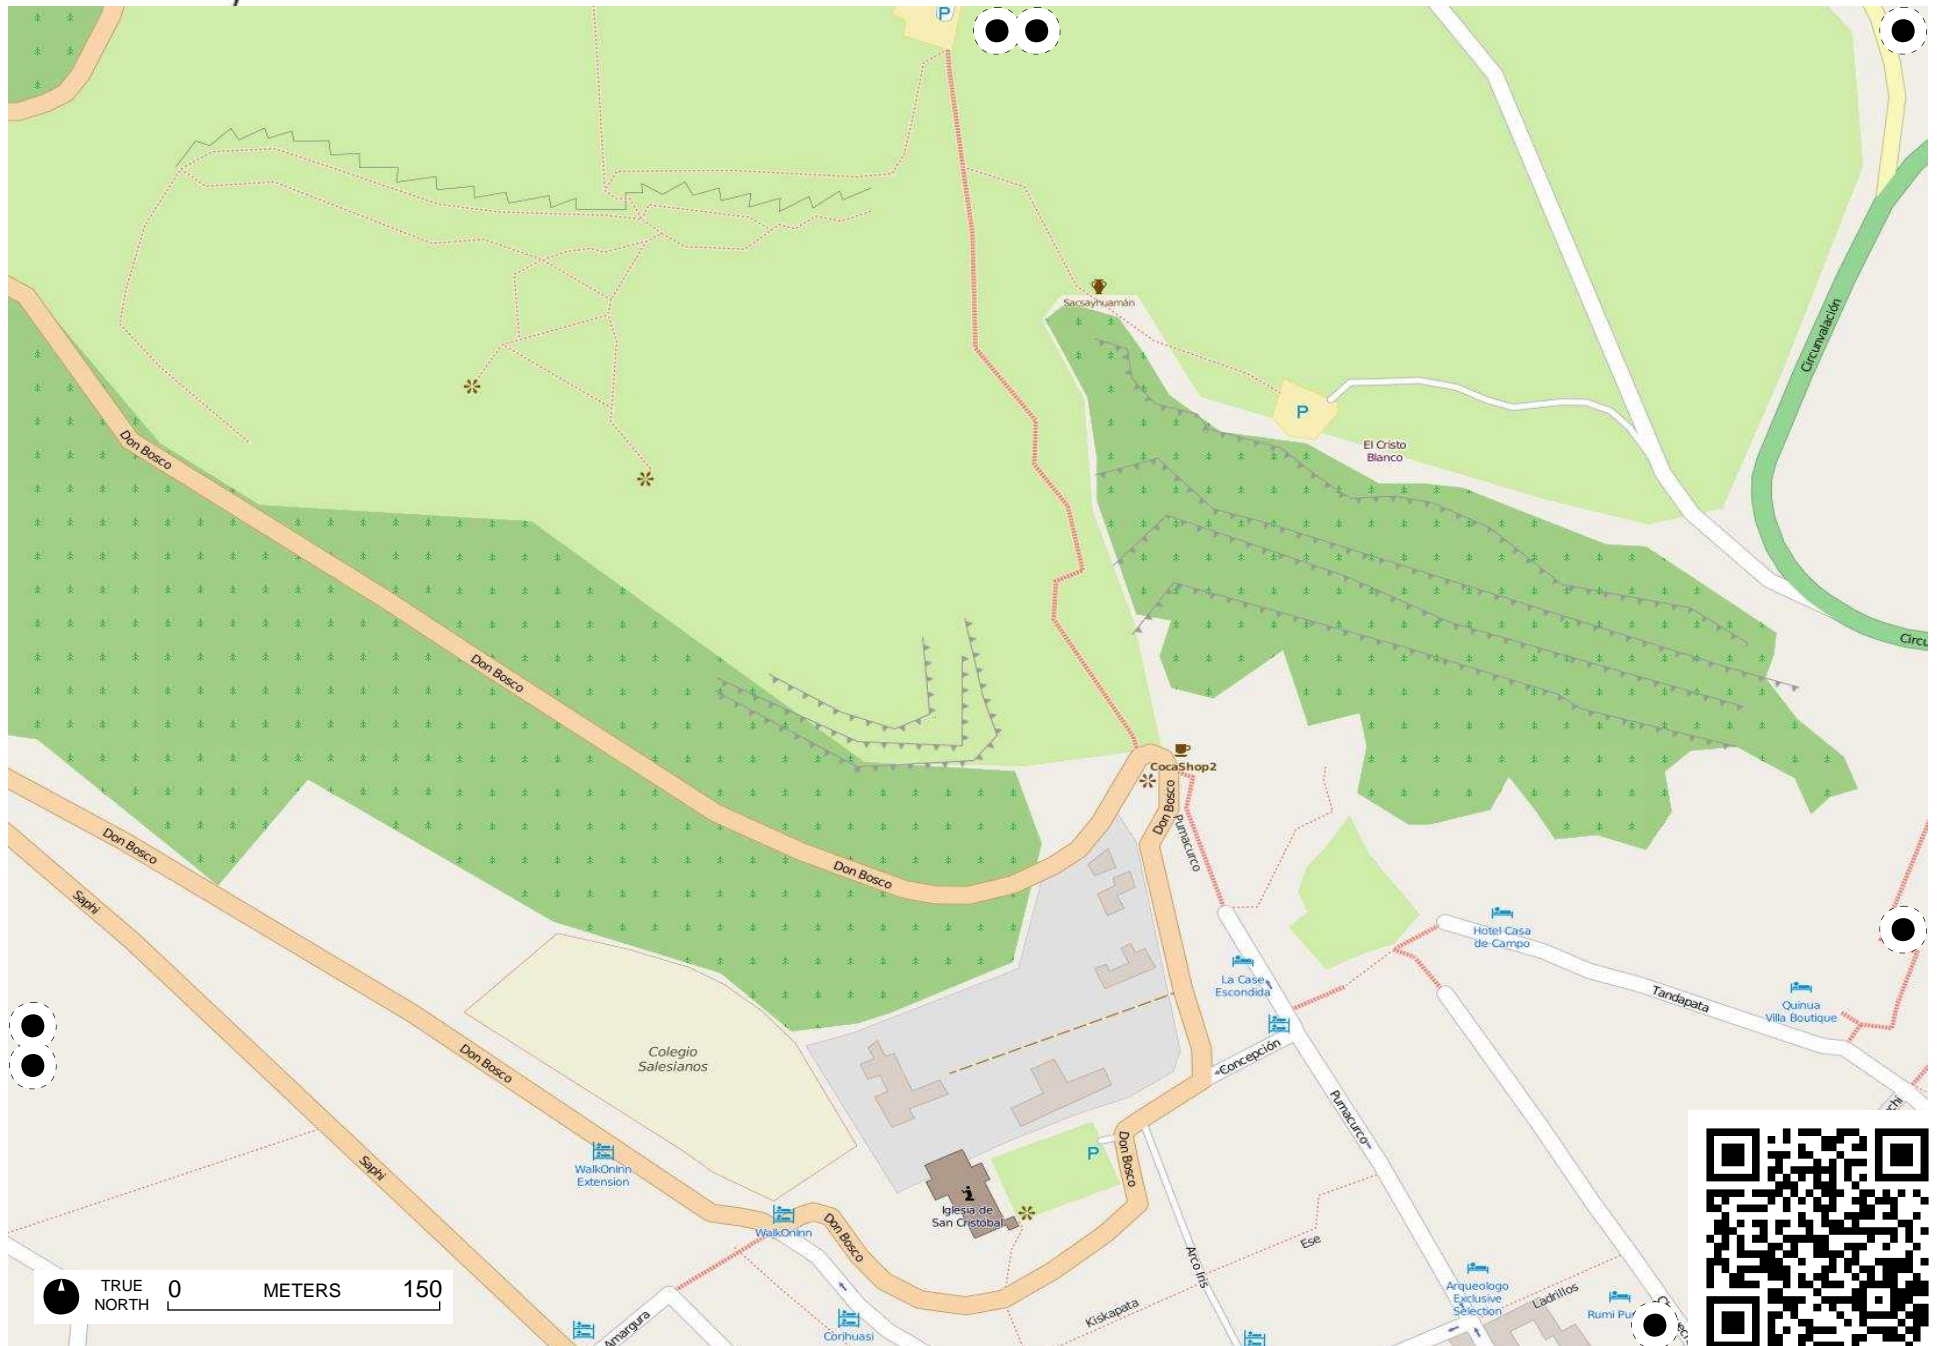 P
Sacsayhuamán
Circunvalación
P
El Cristo
Blanco
Don Bosco
Circu
Don Bosco
CocaShop2
Don Bosco
Pumacurco
Don Bosco
Don Bosco
Saphi
Hotel Casa
de Campo
La Case
Escondida
Tandapata
Quinua
Villa Boutique
Colegio
Salesianos
Don Bosco
Concepción
Pumacurco
chi
P
Don Bosco
Saphi
WalkOnInn
Extension
i
Iglesia de
San Cristóbal
WalkOnInn
Don Bosco
Ese
Arco Iris
TRUE
NORTH
0 METERS 150
Arqueologo
Exclusive
Selection
Ladrillos
Rumi Pu
Kiskapata
Amargura
Corihuasi